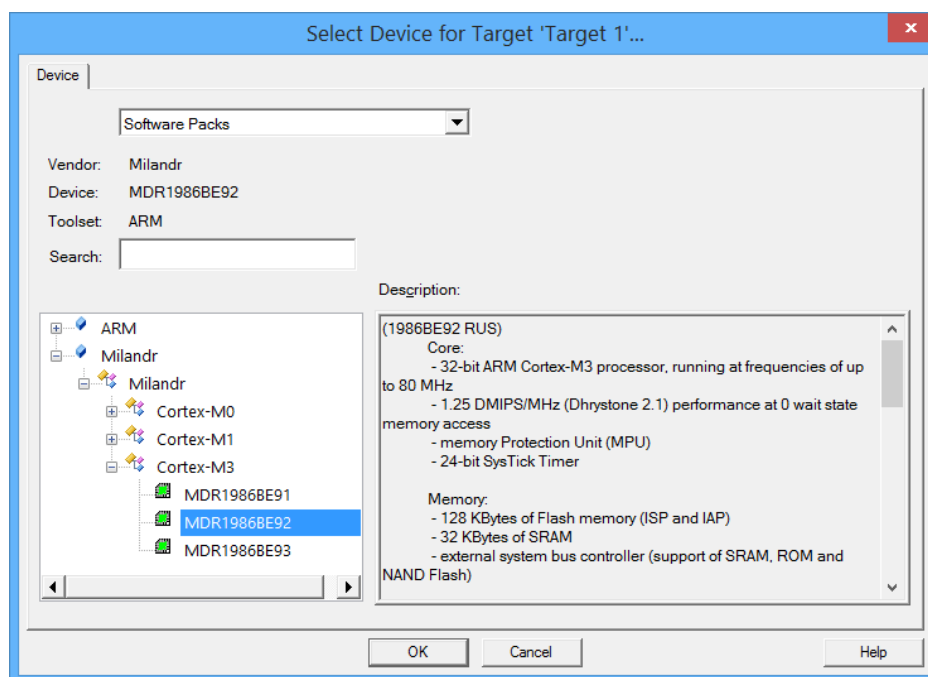 Select Device for Target 'Target 1'...
Device
Software Packs
Vendor: Milandr
Device: MDR1986BE92
Toolset: ARM
Search:
Description:
ARM
Milandr
Milandr
Cortex-M0
Cortex-M1
Cortex-M3
MDR1986BE91
MDR1986BE92
MDR1986BE93
(1986BE92 RUS)
Core:
- 32-bit ARM Cortex-M3 processor, running at frequencies of up
to 80 MHz
- 1.25 DMIPS/MHz (Dhrystone 2.1) performance at 0 wait state
memory access
- memory Protection Unit (MPU)
- 24-bit SysTick Timer
Memory:
- 128 KBytes of Flash memory (ISP and IAP)
- 32 KBytes of SRAM
- external system bus controller (support of SRAM, ROM and
NAND Flash)
OK
Cancel
Help